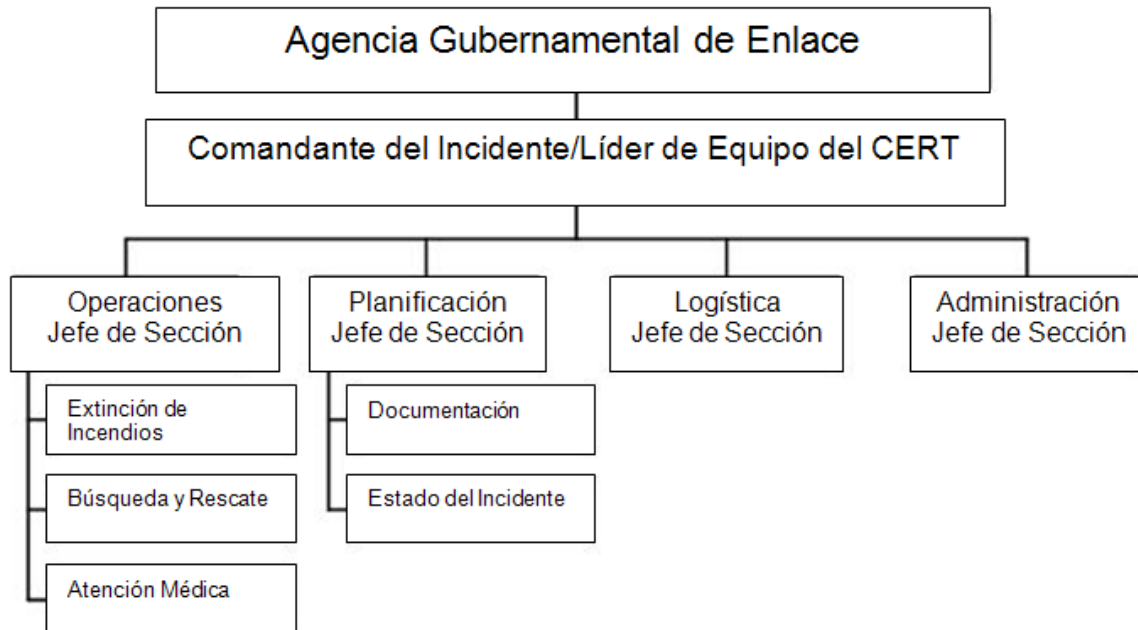 Agencia Gubernamental de Enlace
Comandante del Incidente/Líder de Equipo del CERT
Operaciones
Jefe de Sección
Planificación
Jefe de Sección
Logística
Jefe de Sección
Administración
Jefe de Sección
Extinción de
Incendios
Búsqueda y Rescate
Atención Médica
Documentación
Estado del Incidente